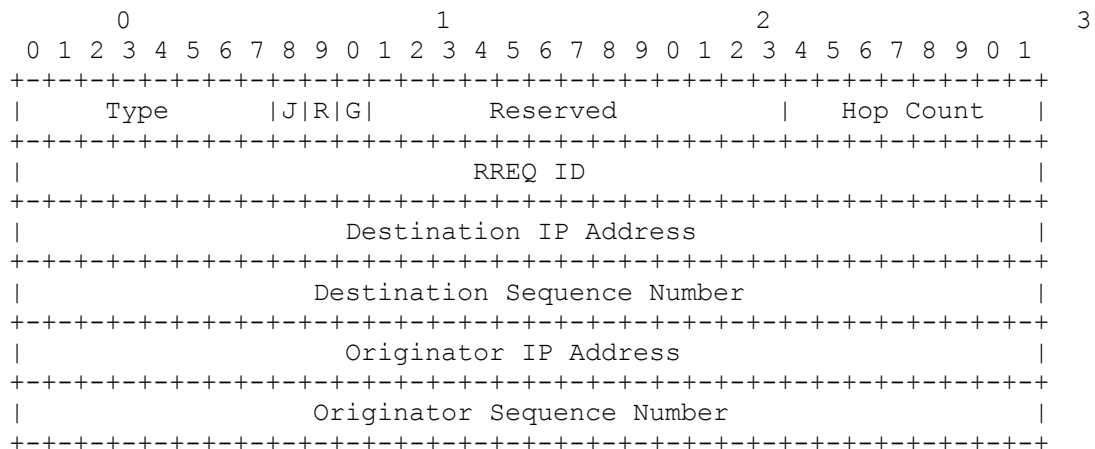 0                   1                   2                   3
 0 1 2 3 4 5 6 7 8 9 0 1 2 3 4 5 6 7 8 9 0 1 2 3 4 5 6 7 8 9 0 1
+-+-+-+-+-+-+-+-+-+-+-+-+-+-+-+-+-+-+-+-+-+-+-+-+-+-+-+-+-+-+-+-+
|     Type      |J|R|G|       Reserved          |   Hop Count   |
+-+-+-+-+-+-+-+-+-+-+-+-+-+-+-+-+-+-+-+-+-+-+-+-+-+-+-+-+-+-+-+-+
|                            RREQ ID                            |
+-+-+-+-+-+-+-+-+-+-+-+-+-+-+-+-+-+-+-+-+-+-+-+-+-+-+-+-+-+-+-+-+
|                    Destination IP Address                     |
+-+-+-+-+-+-+-+-+-+-+-+-+-+-+-+-+-+-+-+-+-+-+-+-+-+-+-+-+-+-+-+-+
|                  Destination Sequence Number                  |
+-+-+-+-+-+-+-+-+-+-+-+-+-+-+-+-+-+-+-+-+-+-+-+-+-+-+-+-+-+-+-+-+
|                    Originator IP Address                      |
+-+-+-+-+-+-+-+-+-+-+-+-+-+-+-+-+-+-+-+-+-+-+-+-+-+-+-+-+-+-+-+-+
|                  Originator Sequence Number                   |
+-+-+-+-+-+-+-+-+-+-+-+-+-+-+-+-+-+-+-+-+-+-+-+-+-+-+-+-+-+-+-+-+